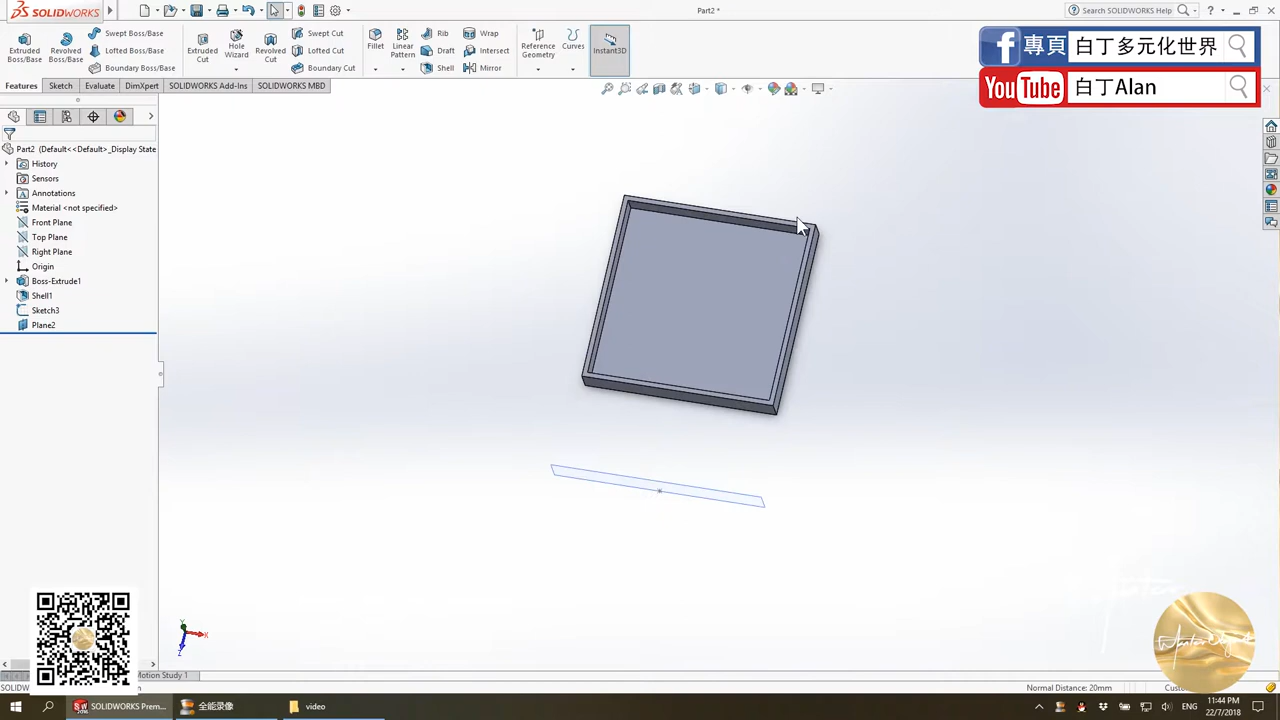 SOLIDWORKS
Part2 *
Search SOLIDWORKS Help
Extruded Boss/Base
Revolved Boss/Base
Swept Boss/Base
Lofted Boss/Base
Boundary Boss/Base
Extruded Cut
Hole Wizard
Revolved Cut
Swept Cut
Lofted Cut
Boundary Cut
Fillet
Linear Pattern
Rib
Draft
Shell
Wrap
Intersect
Mirror
Reference Geometry
Curves
Instant3D
專頁 白丁多元化世界
YouTube 白丁Alan
Features Sketch Evaluate DimXpert SOLIDWORKS Add-Ins SOLIDWORKS MBD
Part2 (Default<<Default>_Display State
History
Sensors
Annotations
Material <not specified>
Front Plane
Top Plane
Right Plane
Origin
Boss-Extrude1
Shell1
Sketch3
Plane2
Y
X
Z
Motion Study 1
Normal Distance: 20mm
SOLIDWORKS Prem...
全能录像
video
ENG
11:44 PM
22/7/2018